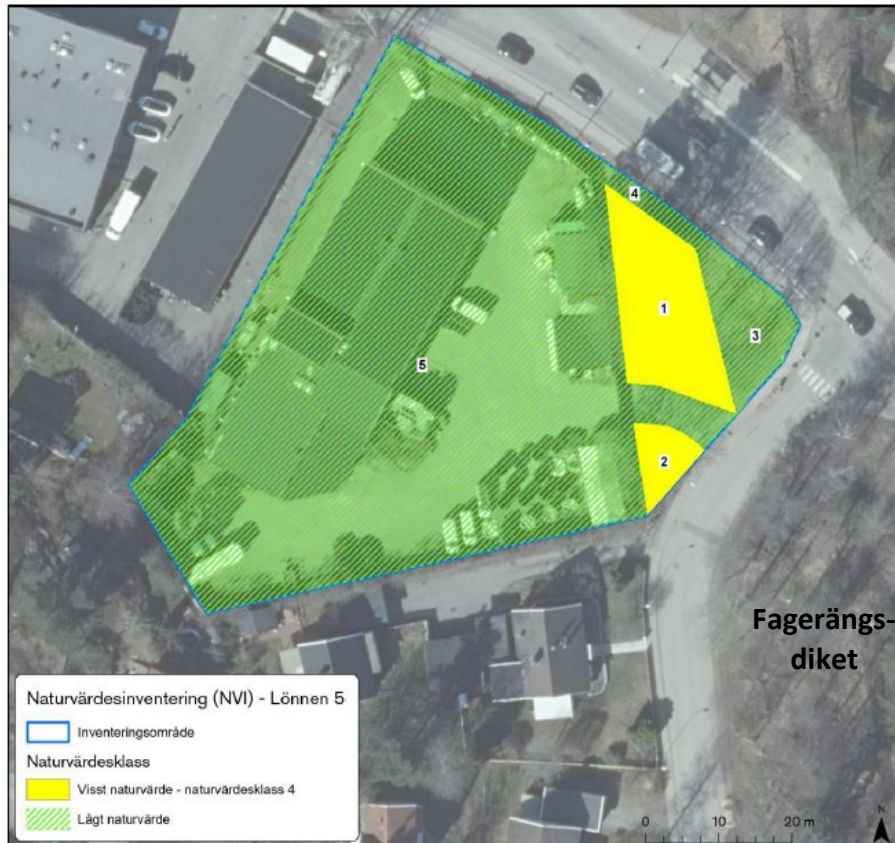 4
1
3
5
2
Fagerängs-
diket
Naturvärdesinventering (NVI) - Lönnen 5
Inventeringsområde
Naturvärdesklass
Visst naturvärde - naturvärdesklass 4
Lågt naturvärde
0 10 20 m
N